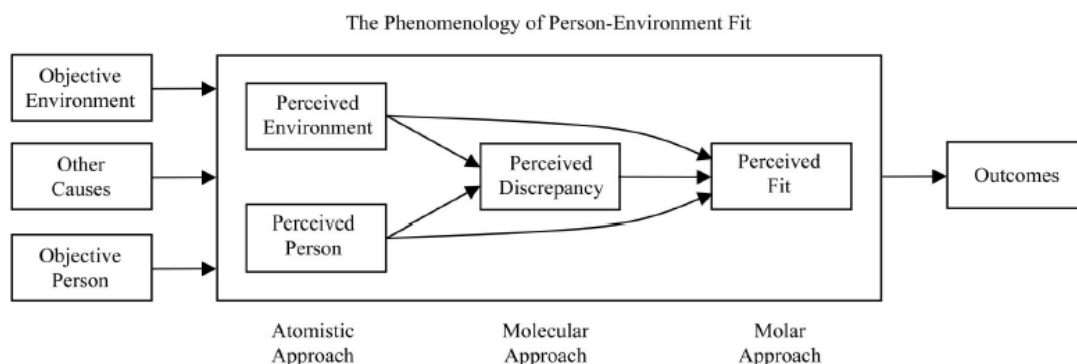 The Phenomenology of Person-Environment Fit
Objective
Environment
Other
Causes
Objective
Person
Perceived
Environment
Perceived
Person
Perceived
Discrepancy
Perceived
Fit
Outcomes
Atomistic
Approach
Molecular
Approach
Molar
Approach